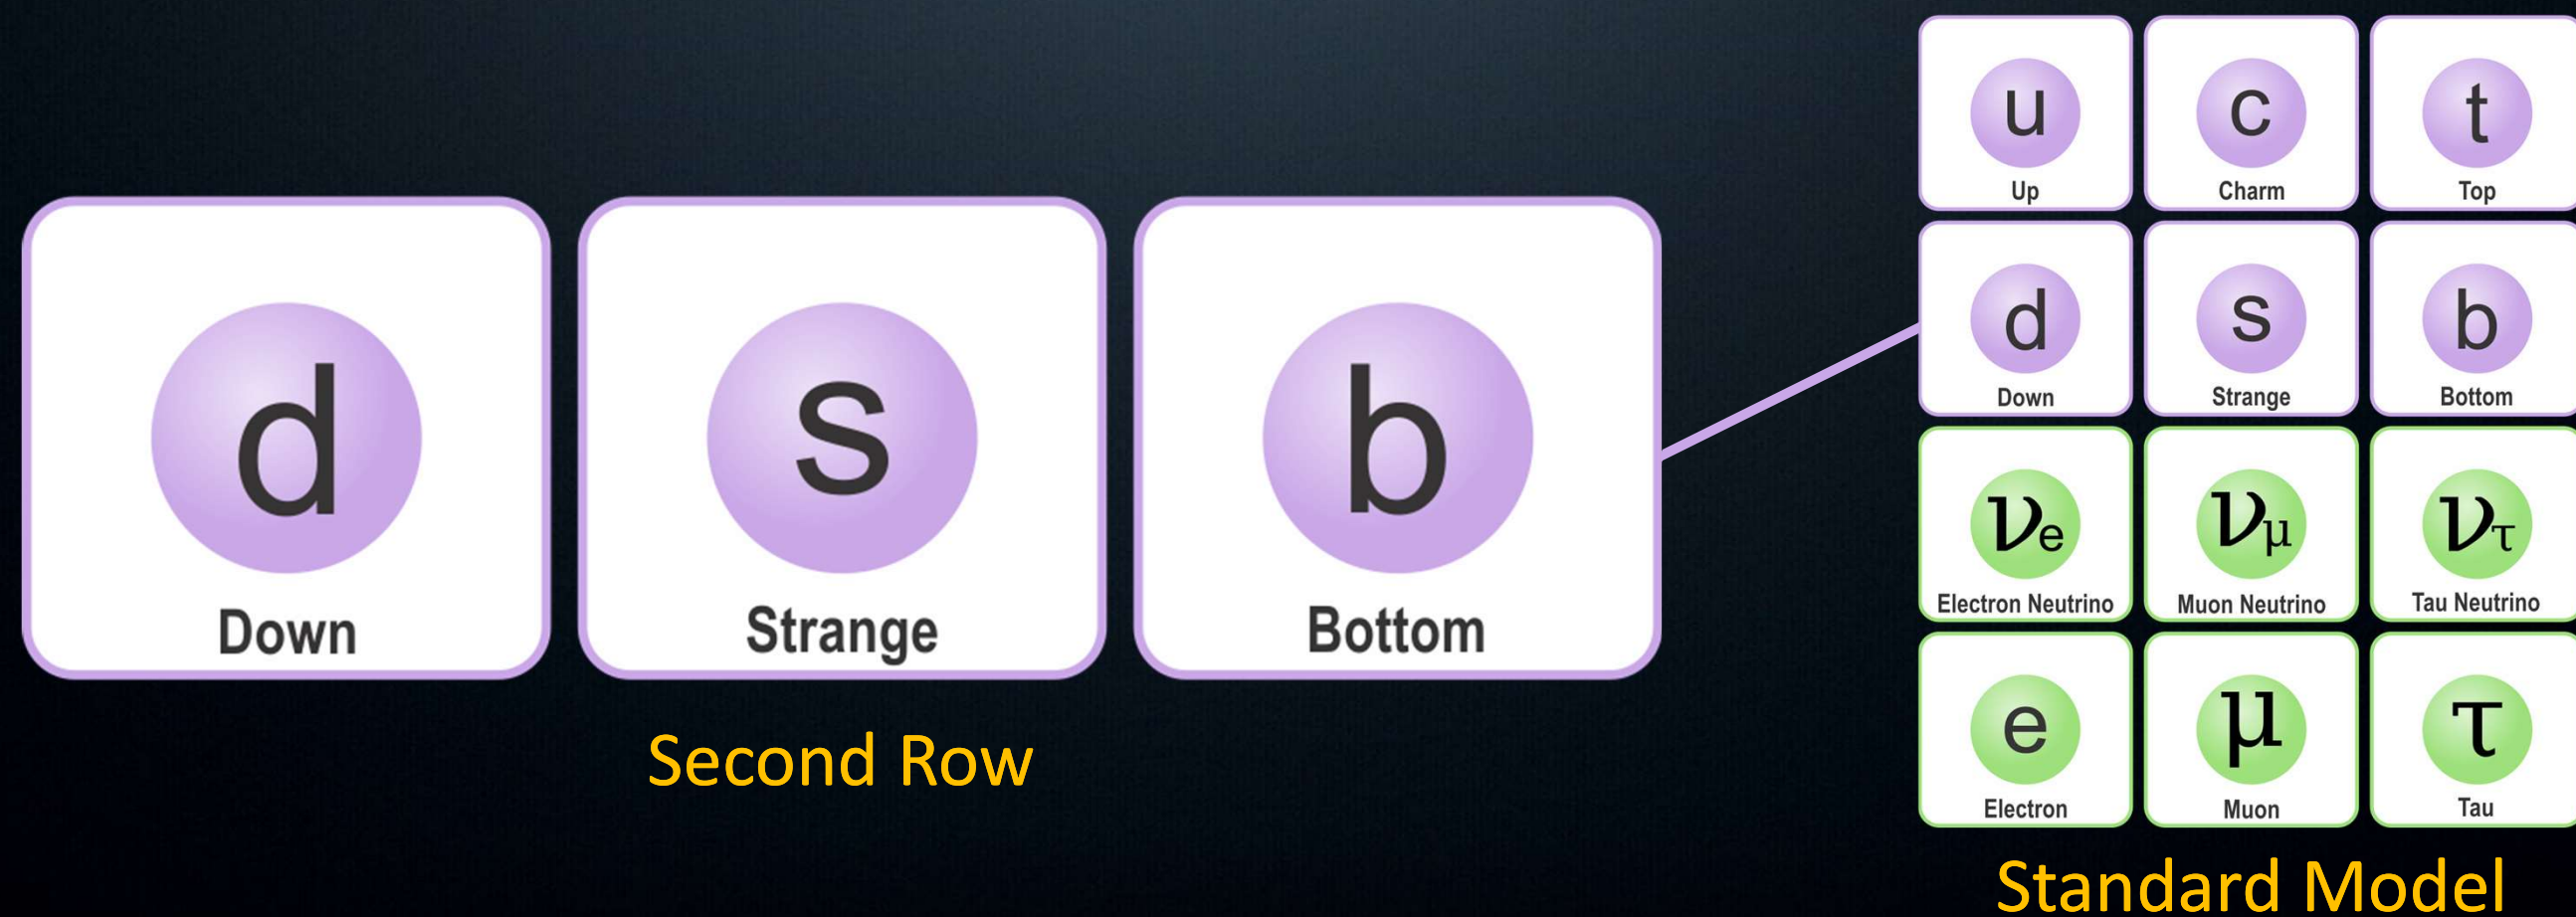 d s b
Down Strange Bottom
Second Row
u c t
Up Charm Top
d s b
Down Strange Bottom
νe νμ ντ
Electron Neutrino Muon Neutrino Tau Neutrino
e μ τ
Electron Muon Tau
Standard Model